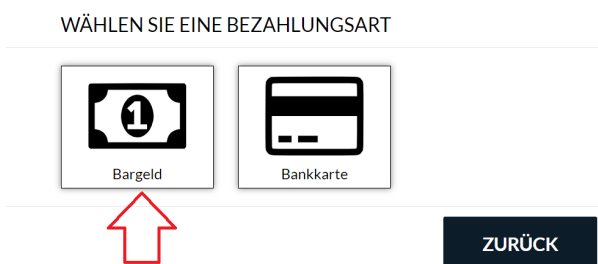 WÄHLEN SIE EINE BEZAHLUNGSART
1
Bargeld
Bankkarte
ZURÜCK